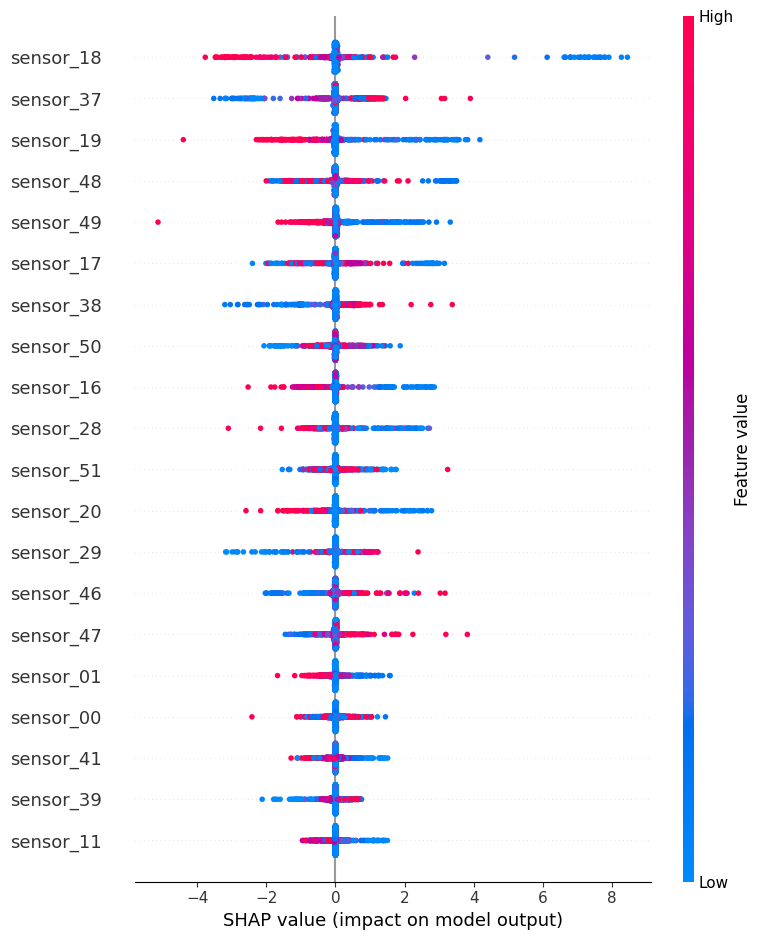 High
sensor_18
sensor_37
sensor_19
sensor_48
sensor_49
sensor_17
sensor_38
sensor_50
sensor_16
sensor_28
sensor_51
sensor_20
sensor_29
sensor_46
sensor_47
sensor_01
sensor_00
sensor_41
sensor_39
sensor_11
Feature value
Low
−4 −2 0 2 4 6 8
SHAP value (impact on model output)